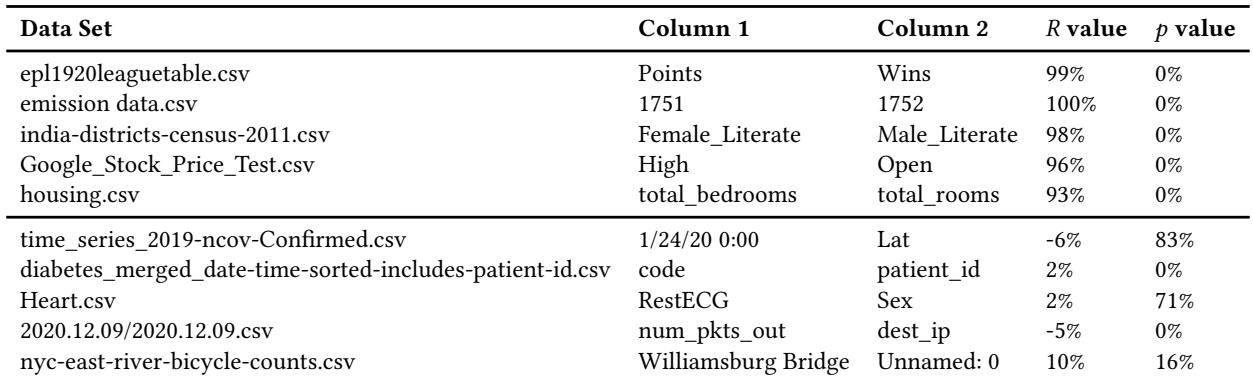 Data Set Column 1 Column 2 R value p value
epl1920leaguetable.csv Points Wins 99% 0%
emission data.csv 1751 1752 100% 0%
india-districts-census-2011.csv Female_Literate Male_Literate 98% 0%
Google_Stock_Price_Test.csv High Open 96% 0%
housing.csv total_bedrooms total_rooms 93% 0%
time_series_2019-ncov-Confirmed.csv 1/24/20 0:00 Lat -6% 83%
diabetes_merged_date-time-sorted-includes-patient-id.csv code patient_id 2% 0%
Heart.csv RestECG Sex 2% 71%
2020.12.09/2020.12.09.csv num_pkts_out dest_ip -5% 0%
nyc-east-river-bicycle-counts.csv Williamsburg Bridge Unnamed: 0 10% 16%